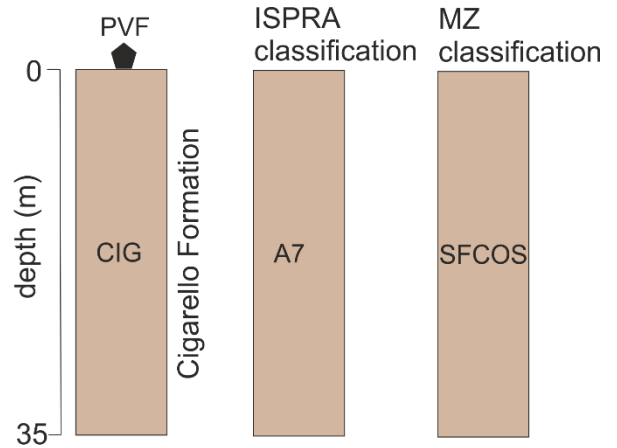 PVF
ISPRA
classification
MZ
classification
0
depth (m)
CIG
Cigarello Formation
A7
SFCOS
35